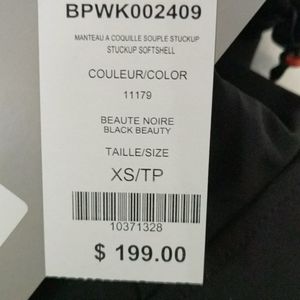 BPWK002409
MANTEAU A COQUILLE SOUPLE STUCKUP
STUCKUP SOFTSHELL
COULEUR/COLOR
11179
BEAUTE NOIRE
BLACK BEAUTY
TAILLE/SIZE
XS/TP
10371328
$ 199.00